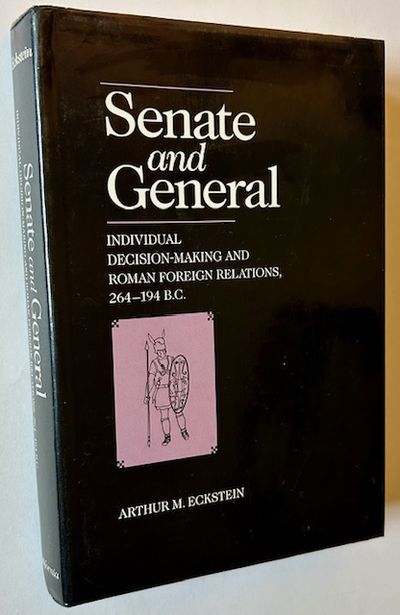 Senate
and
General
INDIVIDUAL
DECISION-MAKING AND
ROMAN FOREIGN RELATIONS,
264–194 B.C.
ARTHUR M. ECKSTEIN
Eckstein
Senate and General